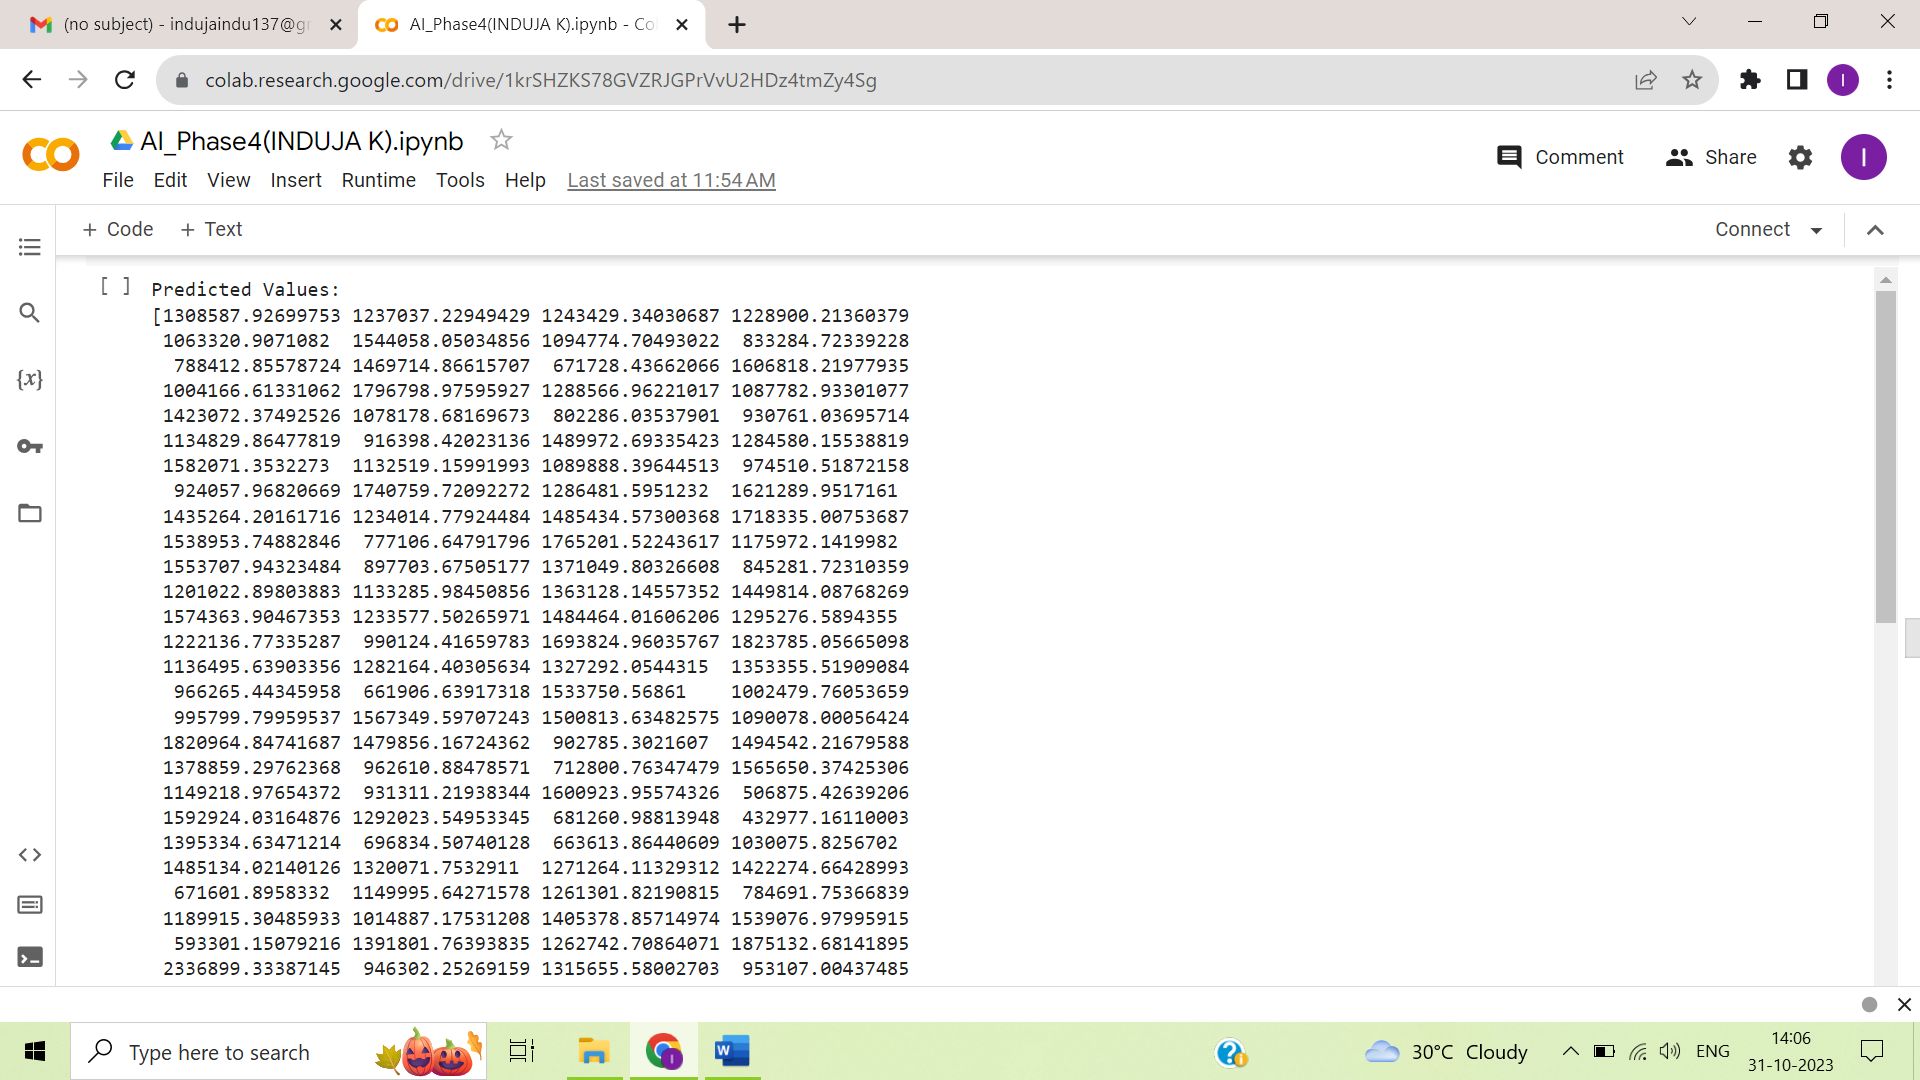 (no subject) - indujaindu137@g
AI_Phase4(INDUJA K).ipynb - Co
colab.research.google.com/drive/1krSHZKS78GVZRJGPrVvU2HDz4tmZy4Sg
I
AI_Phase4(INDUJA K).ipynb
Comment
Share
I
File Edit View Insert Runtime Tools Help Last saved at 11:54 AM
+ Code + Text
Connect
{x}
[ ] Predicted Values:
[1308587.92699753 1237037.22949429 1243429.34030687 1228900.21360379
1063320.9071082 1544058.05034856 1094774.70493022 833284.72339228
788412.85578724 1469714.86615707 671728.43662066 1606818.21977935
1004166.61331062 1796798.97595927 1288566.96221017 1087782.93301077
1423072.37492526 1078178.68169673 802286.03537901 930761.03695714
1134829.86477819 916398.42023136 1489972.69335423 1284580.15538819
1582071.3532273 1132519.15991993 1089888.39644513 974510.51872158
924057.96820669 1740759.72092272 1286481.5951232 1621289.9517161
1435264.20161716 1234014.77924484 1485434.57300368 1718335.00753687
1538953.74882846 777106.64791796 1765201.52243617 1175972.1419982
1553707.94323484 897703.67505177 1371049.80326608 845281.72310359
1201022.89803883 1133285.98450856 1363128.14557352 1449814.08768269
1574363.90467353 1233577.50265971 1484464.01606206 1295276.5894355
1222136.77335287 990124.41659783 1693824.96035767 1823785.05665098
1136495.63903356 1282164.40305634 1327292.0544315 1353355.51909084
966265.44345958 661906.63917318 1533750.56861 1002479.76053659
995799.79959537 1567349.59707243 1500813.63482575 1090078.00056424
1820964.84741687 1479856.16724362 902785.3021607 1494542.21679588
1378859.29762368 962610.88478571 712800.76347479 1565650.37425306
1149218.97654372 931311.21938344 1600923.95574326 506875.42639206
1592924.03164876 1292023.54953345 681260.98813948 432977.16110003
1395334.63471214 696834.50740128 663613.86440609 1030075.8256702
1485134.02140126 1320071.7532911 1271264.11329312 1422274.66428993
671601.8958332 1149995.64271578 1261301.82190815 784691.75366839
1189915.30485933 1014887.17531208 1405378.85714974 1539076.97995915
593301.15079216 1391801.76393835 1262742.70864071 1875132.68141895
2336899.33387145 946302.25269159 1315655.58002703 953107.00437485
Type here to search
30°C Cloudy
ENG
14:06
31-10-2023